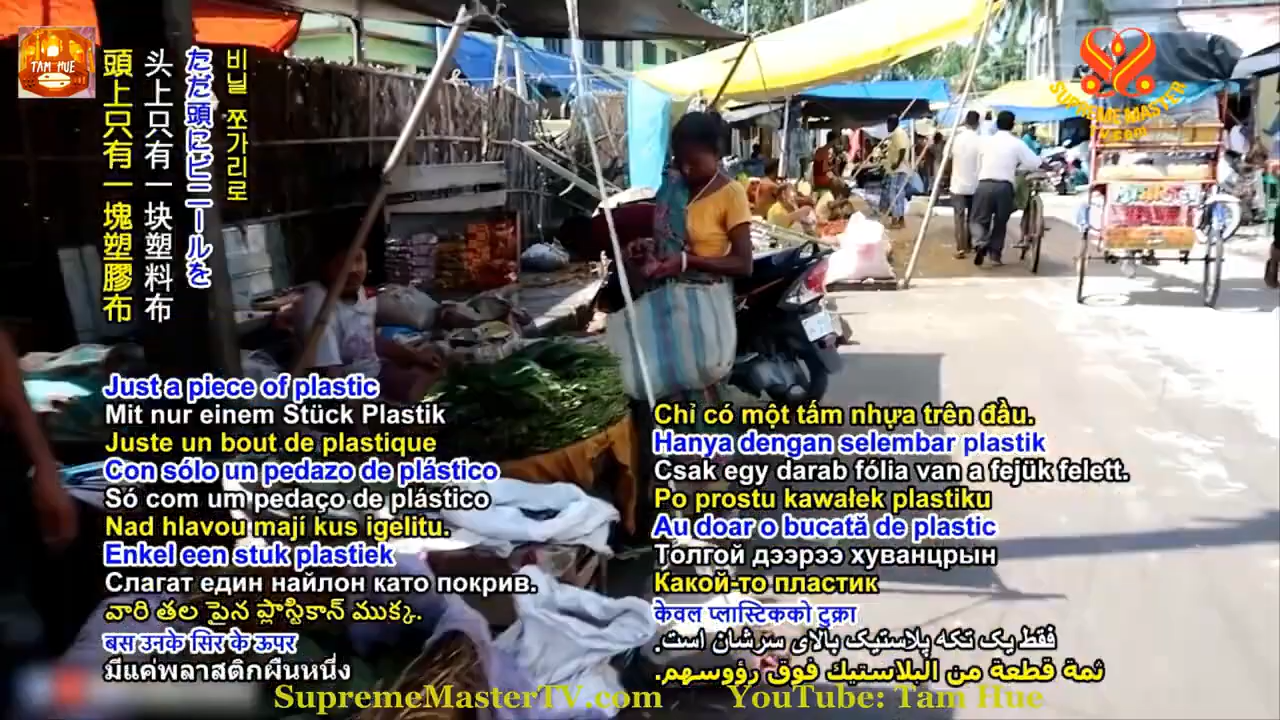 TAM HUE
SUPREME MASTER
TV.com
비닐 쪼가리로
ただ頭にビニールを
头上只有一块塑料布
頭上只有一塊塑膠布
Just a piece of plastic
Mit nur einem Stück Plastik
Juste un bout de plastique
Con sólo un pedazo de plástico
Só com um pedaço de plástico
Nad hlavou mají kus igelitu.
Enkel een stuk plastiek
Слагат един найлон като покрив.
వారి తల పైన ప్లాస్టికాన్ ముక్క.
बस उनके सिर के ऊपर
มีแค่พลาสติกผืนหนึ่ง
Chỉ có một tấm nhựa trên đầu.
Hanya dengan selembar plastik
Csak egy darab fólia van a fejük felett.
Po prostu kawałek plastiku
Au doar o bucată de plastic
Толгой дээрээ хуванцрын
Какой-то пластик
केवल प्लास्टिकको टुक्रा
فقط یک تکه پلاستیک بالای سرشان است.
ثمة قطعة من البلاستيك فوق رؤوسهم.
SupremeMasterTV.com
YouTube: Tam Hue